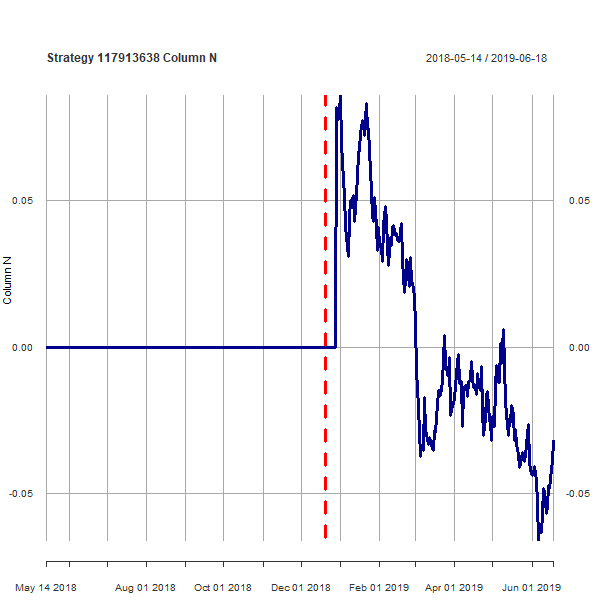 Strategy 117913638 Column N
2018-05-14 / 2019-06-18
0.05
0.05
Column N
0.00
0.00
-0.05
-0.05
May 14 2018
Aug 01 2018
Oct 01 2018
Dec 01 2018
Feb 01 2019
Apr 01 2019
Jun 01 2019